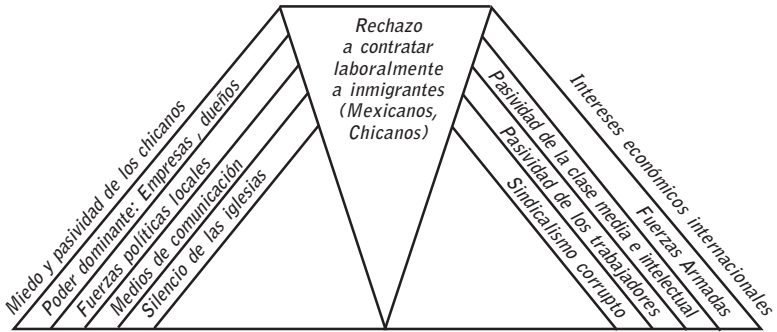 Rechazo
a contratar
laboralmente
a inmigrantes
(Mexicanos,
Chicanos)
Miedo y pasividad de los chicanos
Poder dominante: Empresas , dueños
Fuerzas políticas locales
Medios de comunicación
Silencio de las iglesias
Intereses económicos internacionales
Fuerzas Armadas
Pasividad de la clase media e intelectual
Pasividad de los trabajadores
Sindicalismo corrupto